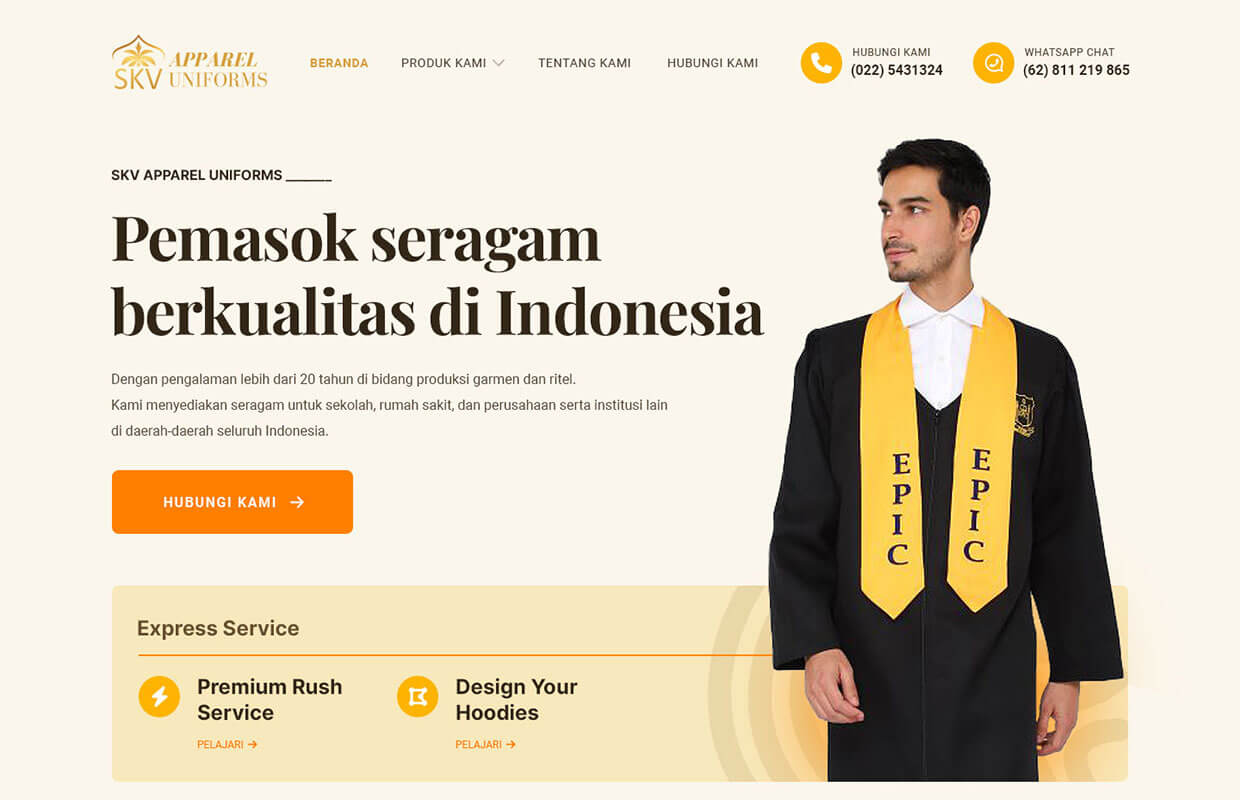 APPAREL
SKV UNIFORMS
BERANDA
PRODUK KAMI
TENTANG KAMI
HUBUNGI KAMI
HUBUNGI KAMI
(022) 5431324
WHATSAPP CHAT
(62) 811 219 865
SKV APPAREL UNIFORMS ______
Pemasok seragam
berkualitas di Indonesia
Dengan pengalaman lebih dari 20 tahun di bidang produksi garmen dan ritel.
Kami menyediakan seragam untuk sekolah, rumah sakit, dan perusahaan serta institusi lain
di daerah-daerah seluruh Indonesia.
HUBUNGI KAMI →
EPIC
EPIC
Express Service
Premium Rush
Service
PELAJARI →
Design Your
Hoodies
PELAJARI →